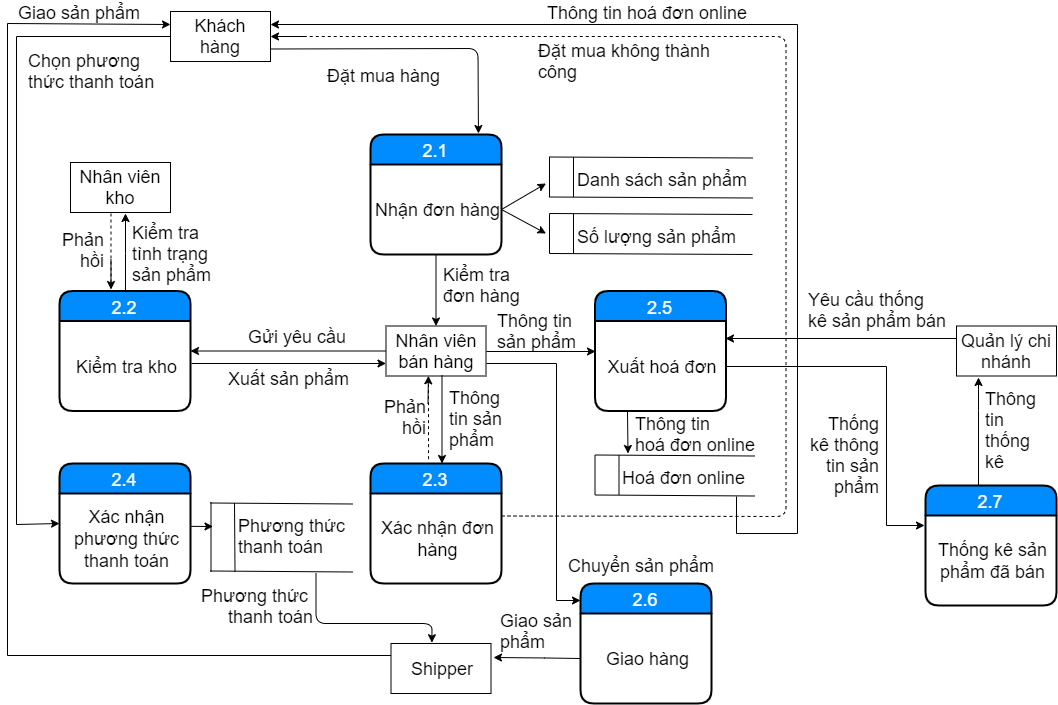 Giao sản phẩm
Khách
hàng
Thông tin hoá đơn online
Chọn phương
thức thanh toán
Đặt mua hàng
Đặt mua không thành
công
2.1
Nhận đơn hàng
Danh sách sản phẩm
Số lượng sản phẩm
Nhân viên
kho
Phản
hồi
Kiểm tra
tình trạng
sản phẩm
Kiểm tra
đơn hàng
2.2
Kiểm tra kho
Gửi yêu cầu
Xuất sản phẩm
Nhân viên
bán hàng
Thông tin
sản phẩm
2.5
Xuất hoá đơn
Yêu cầu thống
kê sản phẩm bán
Quản lý chi
nhánh
Phản
hồi
Thông
tin sản
phẩm
Thông tin
hoá đơn online
Hoá đơn online
Thống
kê thông
tin sản
phẩm
Thông
tin
thống
kê
2.4
Xác nhận
phương thức
thanh toán
Phương thức
thanh toán
2.3
Xác nhận đơn
hàng
2.7
Thống kê sản
phẩm đã bán
Phương thức
thanh toán
Chuyển sản phẩm
2.6
Giao hàng
Giao sản
phẩm
Shipper